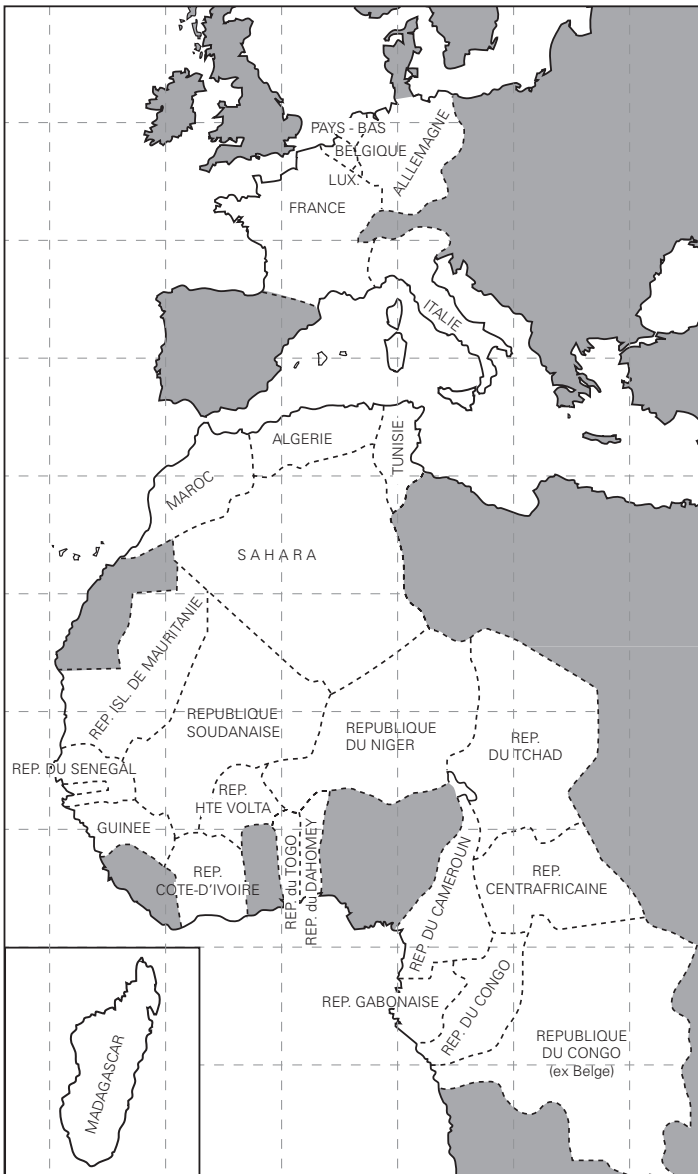 PAYS - BAS
BELGIQUE
ALLLEMAGNE
LUX.
FRANCE
ITALIE
ALGERIE
TUNISIE
MAROC
SAHARA
REP. ISL. DE MAURITANIE
REPUBLIQUE
SOUDANAISE
REPUBLIQUE
DU NIGER
REP.
DU TCHAD
REP. DU SENEGAL
REP.
HTE VOLTA
GUINEE
REP.
COTE-D'IVOIRE
REP. du TOGO
REP. du DAHOMEY
REP. DU CAMEROUN
REP.
CENTRAFRICAINE
REP. GABONAISE
REP. DU CONGO
REPUBLIQUE
DU CONGO
(ex Belge)
MADAGASCAR